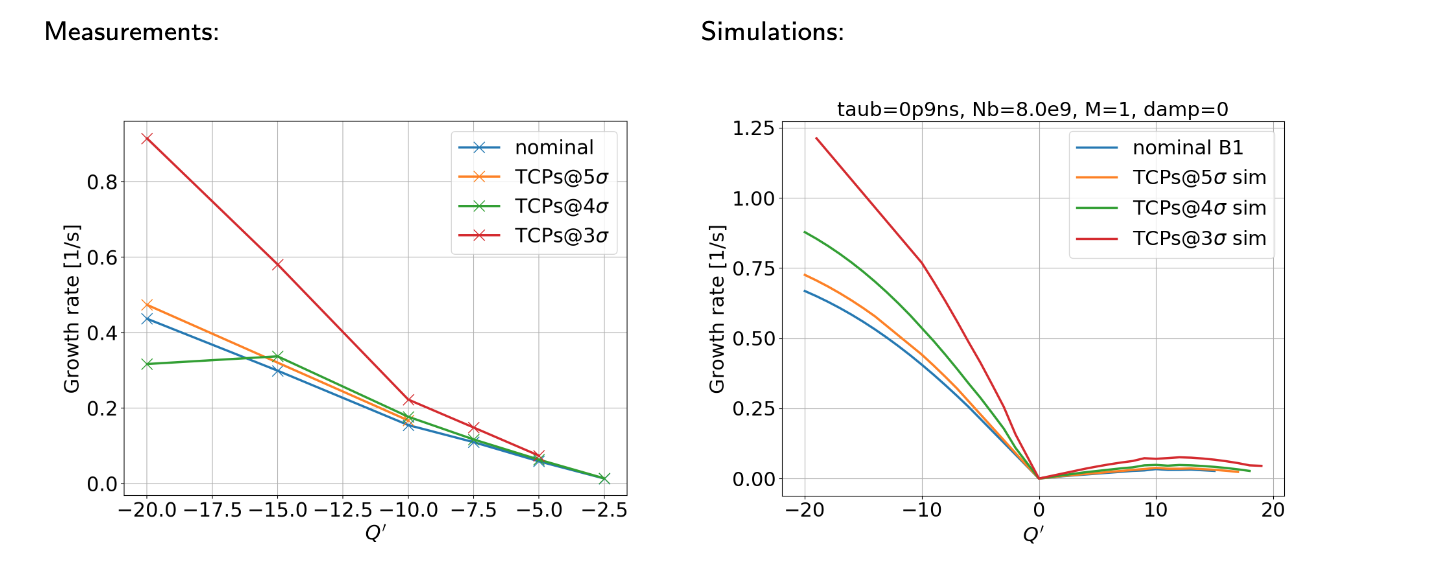 Measurements:
Simulations:
Growth rate [1/s]
0.8
0.6
0.4
0.2
0.0
−20.0 −17.5 −15.0 −12.5 −10.0 −7.5 −5.0 −2.5
Q′
nominal
TCPs@5σ
TCPs@4σ
TCPs@3σ
taub=0p9ns, Nb=8.0e9, M=1, damp=0
Growth rate [1/s]
1.25
1.00
0.75
0.50
0.25
0.00
−20 −10 0 10 20
Q′
nominal B1
TCPs@5σ sim
TCPs@4σ sim
TCPs@3σ sim